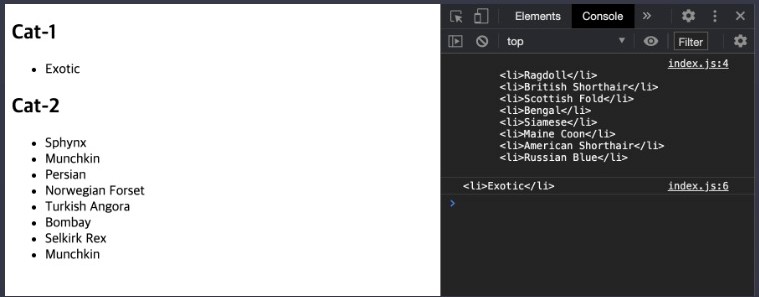 Cat-1
Exotic
Cat-2
Sphynx
Munchkin
Persian
Norwegian Forset
Turkish Angora
Bombay
Selkirk Rex
Munchkin
Elements Console »
top Filter
index.js:4
<li>Ragdoll</li>
<li>British Shorthair</li>
<li>Scottish Fold</li>
<li>Bengal</li>
<li>Siamese</li>
<li>Maine Coon</li>
<li>American Shorthair</li>
<li>Russian Blue</li>
<li>Exotic</li> index.js:6
>